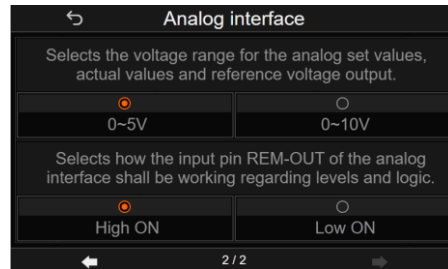 Analog interface
Selects the voltage range for the analog set values,
actual values and reference voltage output.
0~5V
0~10V
Selects how the input pin REM-OUT of the analog
interface shall be working regarding levels and logic.
High ON
Low ON
2 / 2